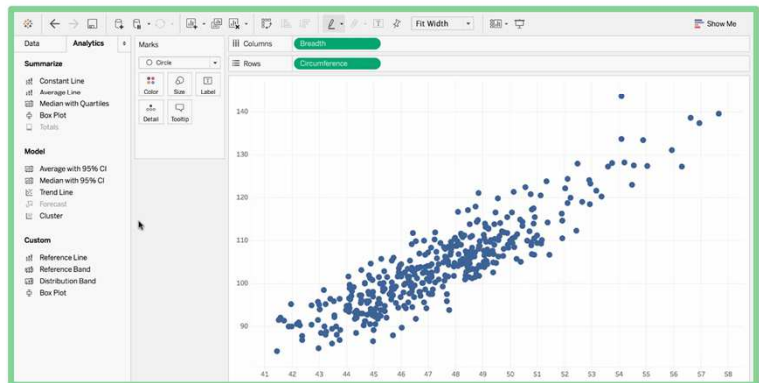 Fit Width
Show Me
Data
Analytics
Summarize
Constant Line
Average Line
Median with Quartiles
Box Plot
Totals
Model
Average with 95% CI
Median with 95% CI
Trend Line
Forecast
Cluster
Custom
Reference Line
Reference Band
Distribution Band
Box Plot
Marks
Circle
Color
Size
Label
Detail
Tooltip
Columns
Breadth
Rows
Circumference
140
130
120
110
100
90
41 42 43 44 45 46 47 48 49 50 51 52 53 54 55 56 57 58